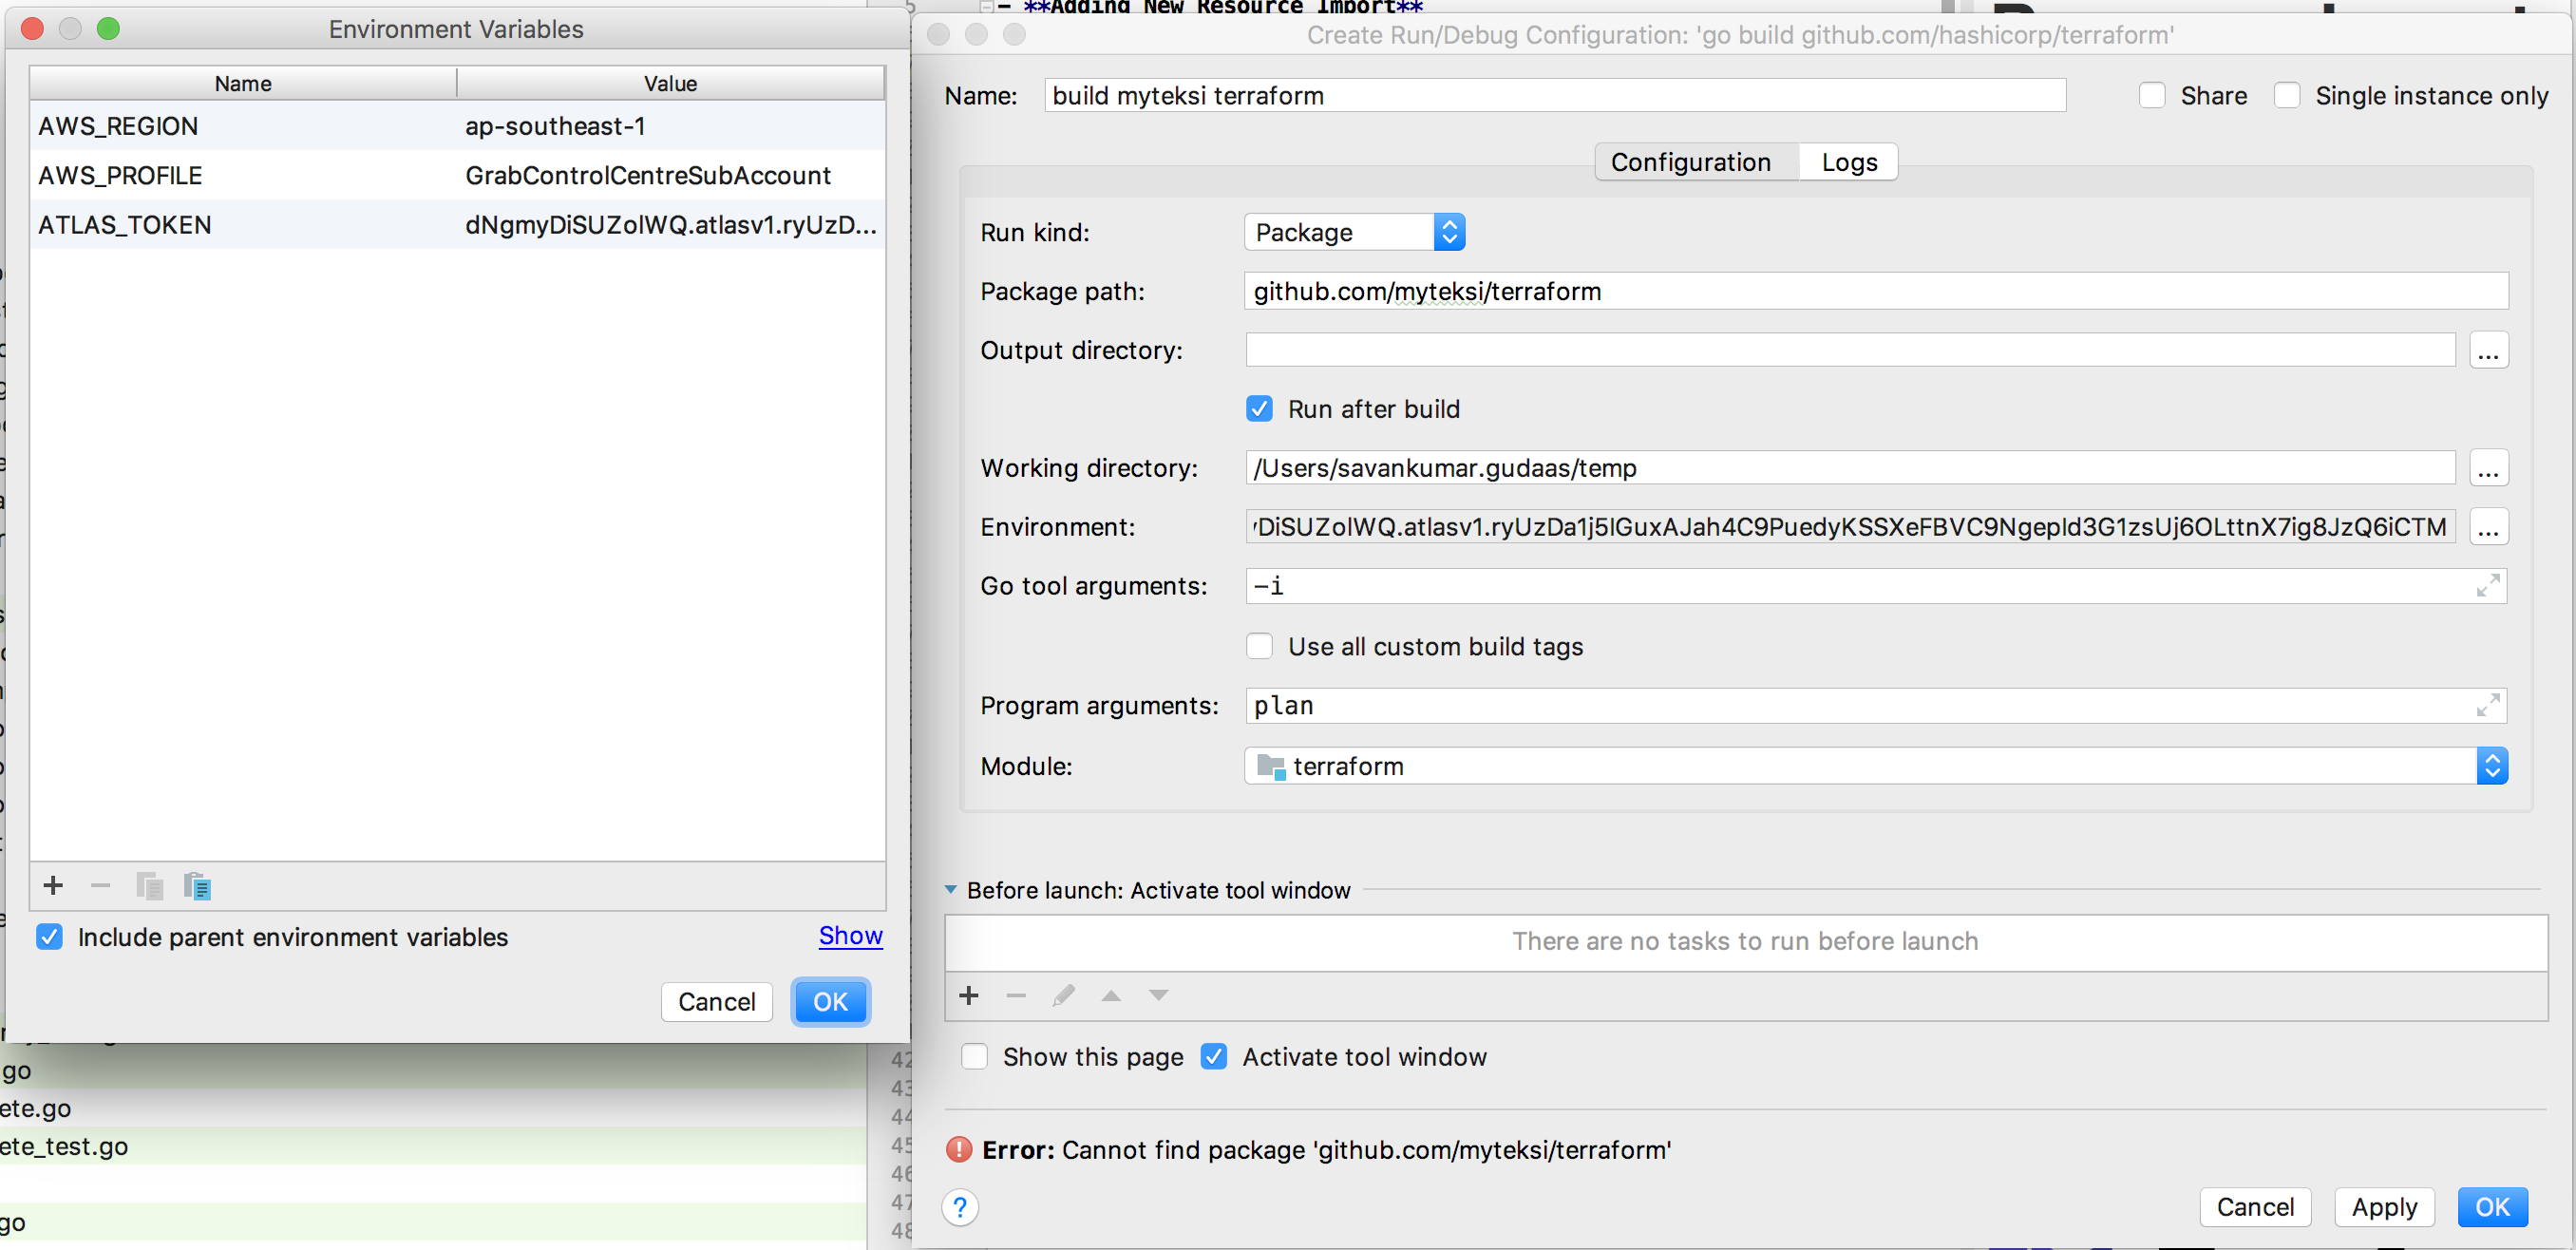 Adding New Resource Import**
Environment Variables
Name Value
AWS_REGION ap-southeast-1
AWS_PROFILE GrabControlCentreSubAccount
ATLAS_TOKEN
Include parent environment variables
Show
Cancel OK
go
ete.go
ete_test.go
go
42
43
44
45
46
47
48
Create Run/Debug Configuration: 'go build github.com/hashicorp/terraform'
Name: build myteksi terraform
Share Single instance only
Configuration Logs
Run kind: Package
Package path: github.com/myteksi/terraform
Output directory: ...
Run after build
Working directory: /Users/savankumar.gudaas/temp ...
Environment: ...
Go tool arguments: -i
Use all custom build tags
Program arguments: plan
Module: terraform
Before launch: Activate tool window
There are no tasks to run before launch
Show this page Activate tool window
Error: Cannot find package 'github.com/myteksi/terraform'
? Cancel Apply OK